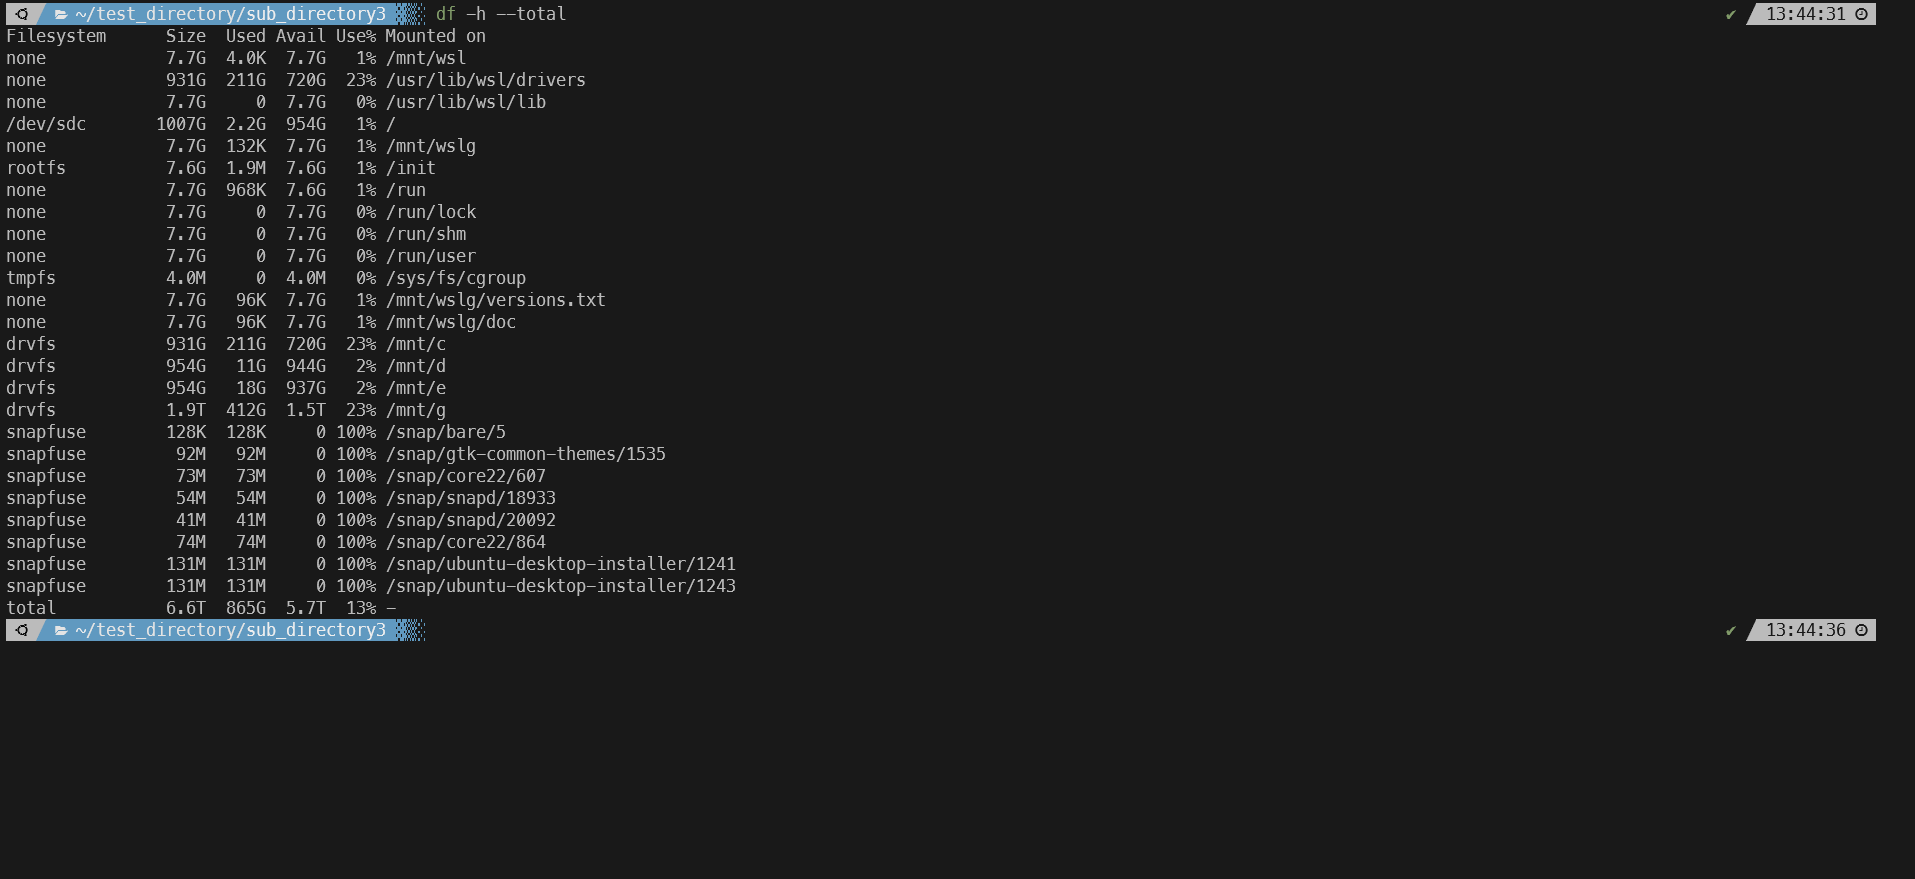 ~/test_directory/sub_directory3 df -h --total ✔ 13:44:31
Filesystem      Size  Used Avail Use% Mounted on
none            7.7G  4.0K  7.7G   1% /mnt/wsl
none            931G  211G  720G  23% /usr/lib/wsl/drivers
none            7.7G     0  7.7G   0% /usr/lib/wsl/lib
/dev/sdc       1007G  2.2G  954G   1% /
none            7.7G  132K  7.7G   1% /mnt/wslg
rootfs          7.6G  1.9M  7.6G   1% /init
none            7.7G  968K  7.6G   1% /run
none            7.7G     0  7.7G   0% /run/lock
none            7.7G     0  7.7G   0% /run/shm
none            7.7G     0  7.7G   0% /run/user
tmpfs           4.0M     0  4.0M   0% /sys/fs/cgroup
none            7.7G   96K  7.7G   1% /mnt/wslg/versions.txt
none            7.7G   96K  7.7G   1% /mnt/wslg/doc
drvfs           931G  211G  720G  23% /mnt/c
drvfs           954G   11G  944G   2% /mnt/d
drvfs           954G   18G  937G   2% /mnt/e
drvfs           1.9T  412G  1.5T  23% /mnt/g
snapfuse        128K  128K     0 100% /snap/bare/5
snapfuse         92M   92M     0 100% /snap/gtk-common-themes/1535
snapfuse         73M   73M     0 100% /snap/core22/607
snapfuse         54M   54M     0 100% /snap/snapd/18933
snapfuse         41M   41M     0 100% /snap/snapd/20092
snapfuse         74M   74M     0 100% /snap/core22/864
snapfuse        131M  131M     0 100% /snap/ubuntu-desktop-installer/1241
snapfuse        131M  131M     0 100% /snap/ubuntu-desktop-installer/1243
total           6.6T  865G  5.7T  13% -
~/test_directory/sub_directory3 ✔ 13:44:36